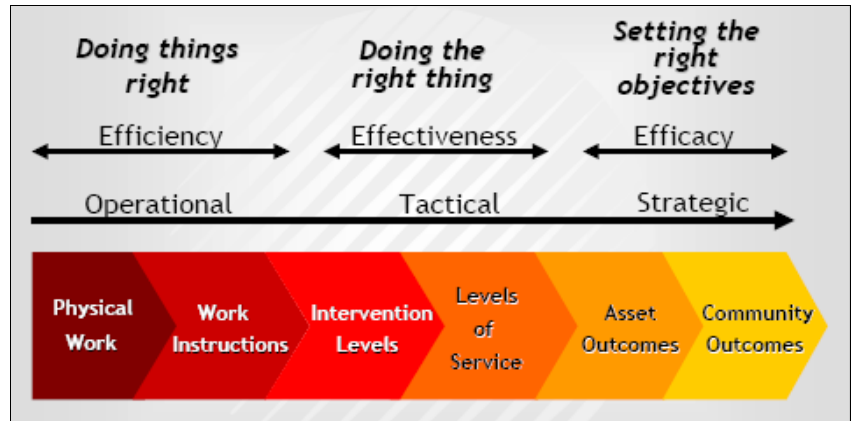 Doing things
right
Doing the
right thing
Setting the
right
objectives
Efficiency
Effectiveness
Efficacy
Operational
Tactical
Strategic
Physical
Work
Work
Instructions
Intervention
Levels
Levels
of
Service
Asset
Outcomes
Community
Outcomes